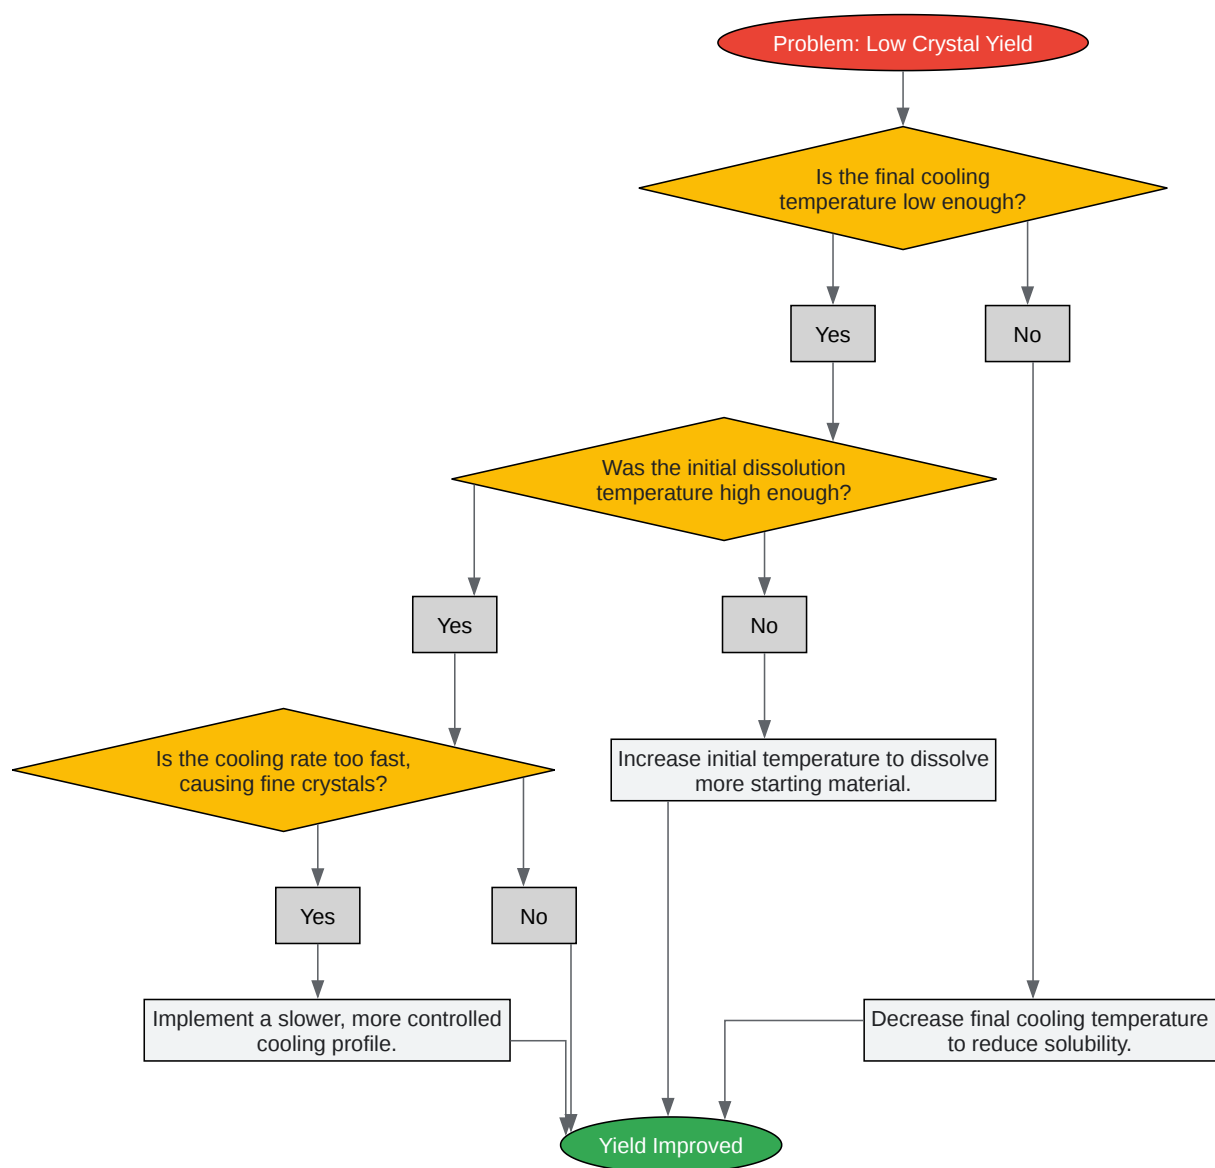 Problem: Low Crystal Yield
Is the final cooling
temperature low enough?
Yes
No
Was the initial dissolution
temperature high enough?
Yes
No
Is the cooling rate too fast,
causing fine crystals?
Increase initial temperature to dissolve
more starting material.
Yes
No
Implement a slower, more controlled
cooling profile.
Decrease final cooling temperature
to reduce solubility.
Yield Improved